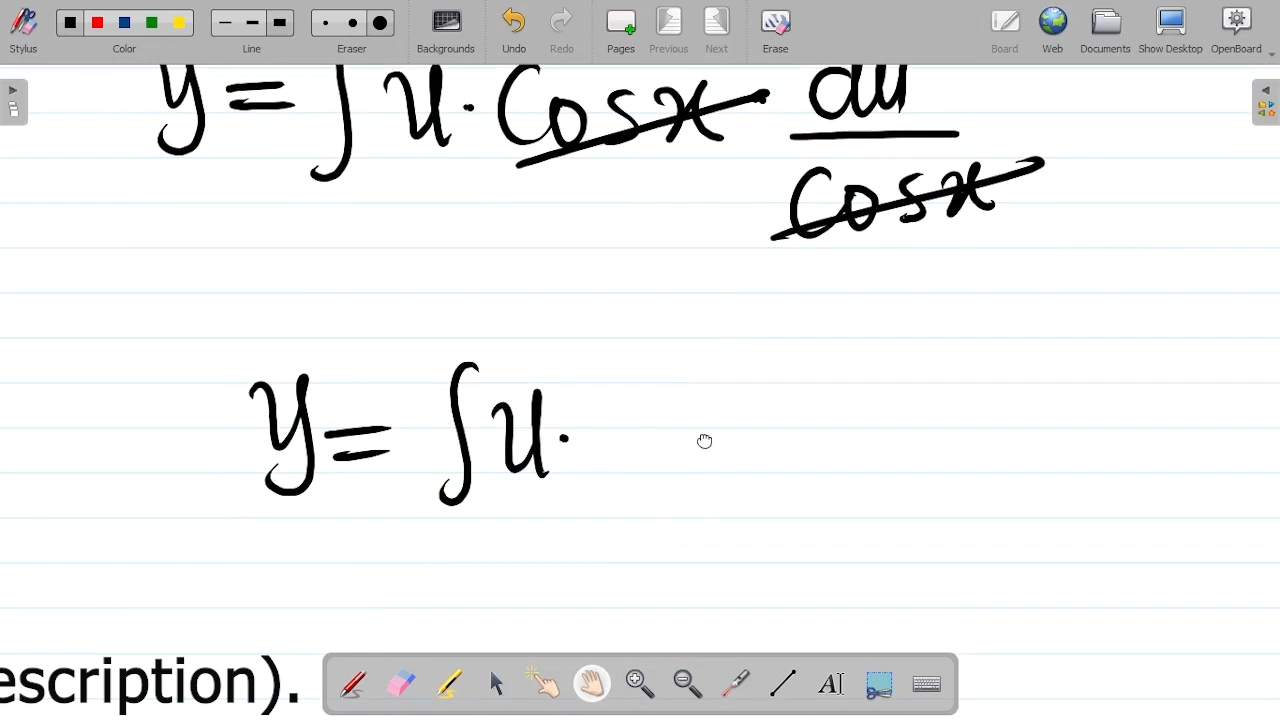 Stylus Color Line Eraser Backgrounds Undo Redo Pages Previous Next Erase Board Web Documents Show Desktop OpenBoard
y = ∫ u · Cosx du
Cosx
y = ∫ u ·
escription).